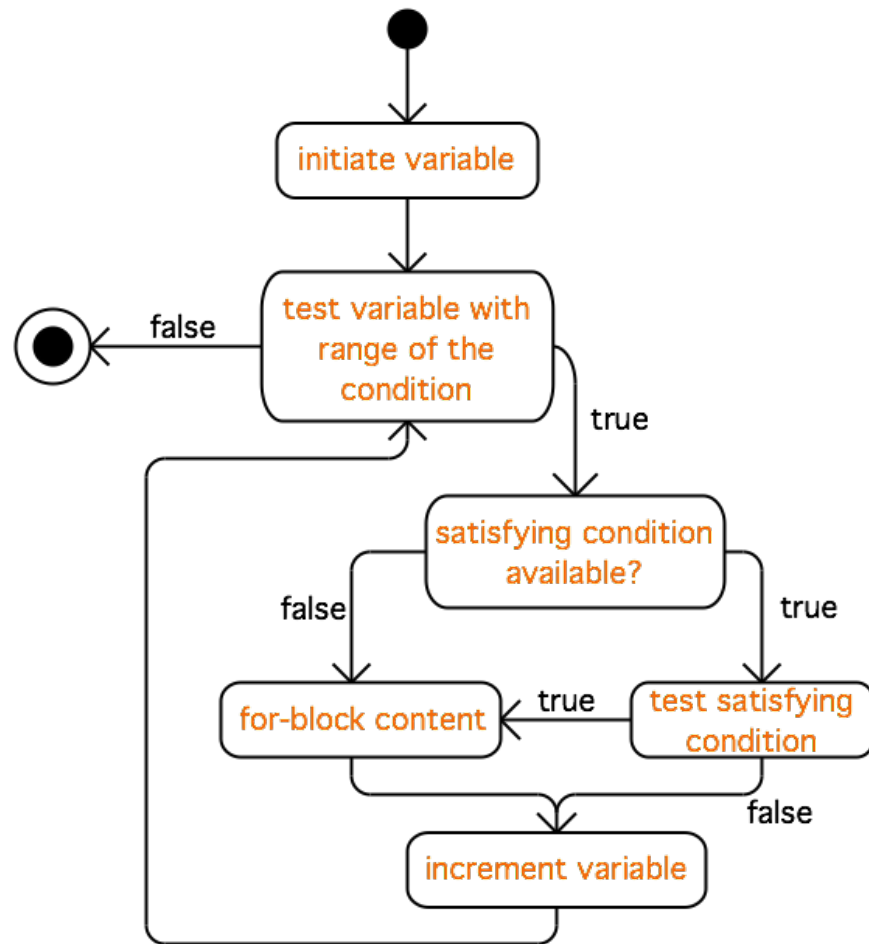 initiate variable
test variable with
range of the
condition
false
true
satisfying condition
available?
false
true
for-block content
true
test satisfying
condition
false
increment variable